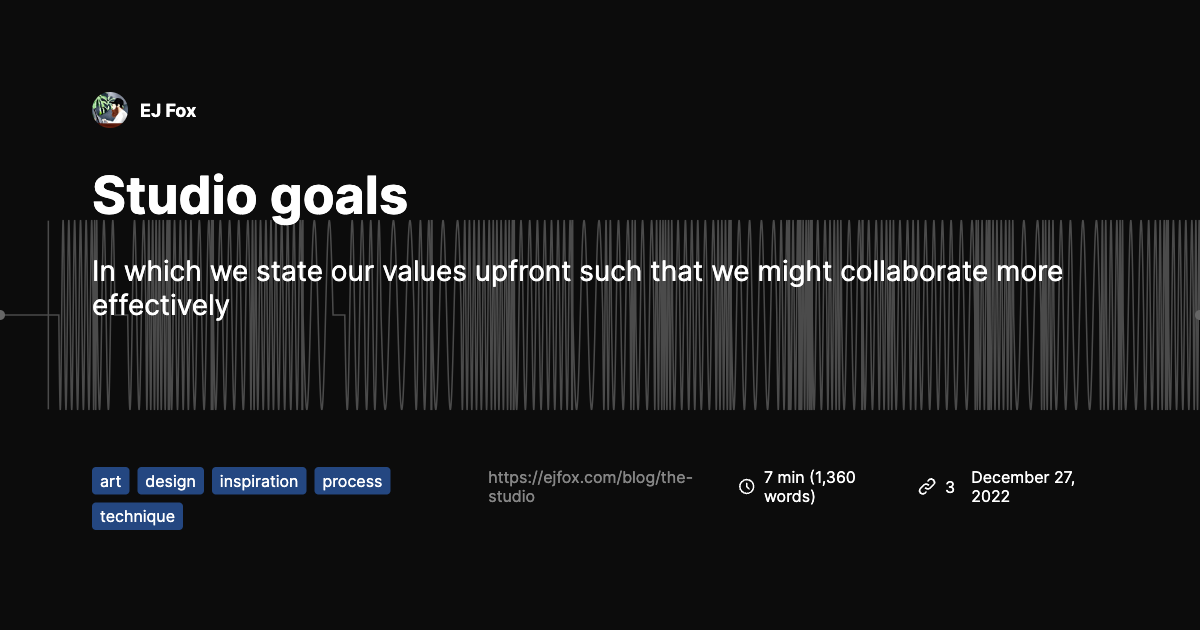 EJ Fox
Studio goals
In which we state our values upfront such that we might collaborate more
effectively
art design inspiration process
technique
https://ejfox.com/blog/the-
studio
7 min (1,360
words)
3
December 27,
2022